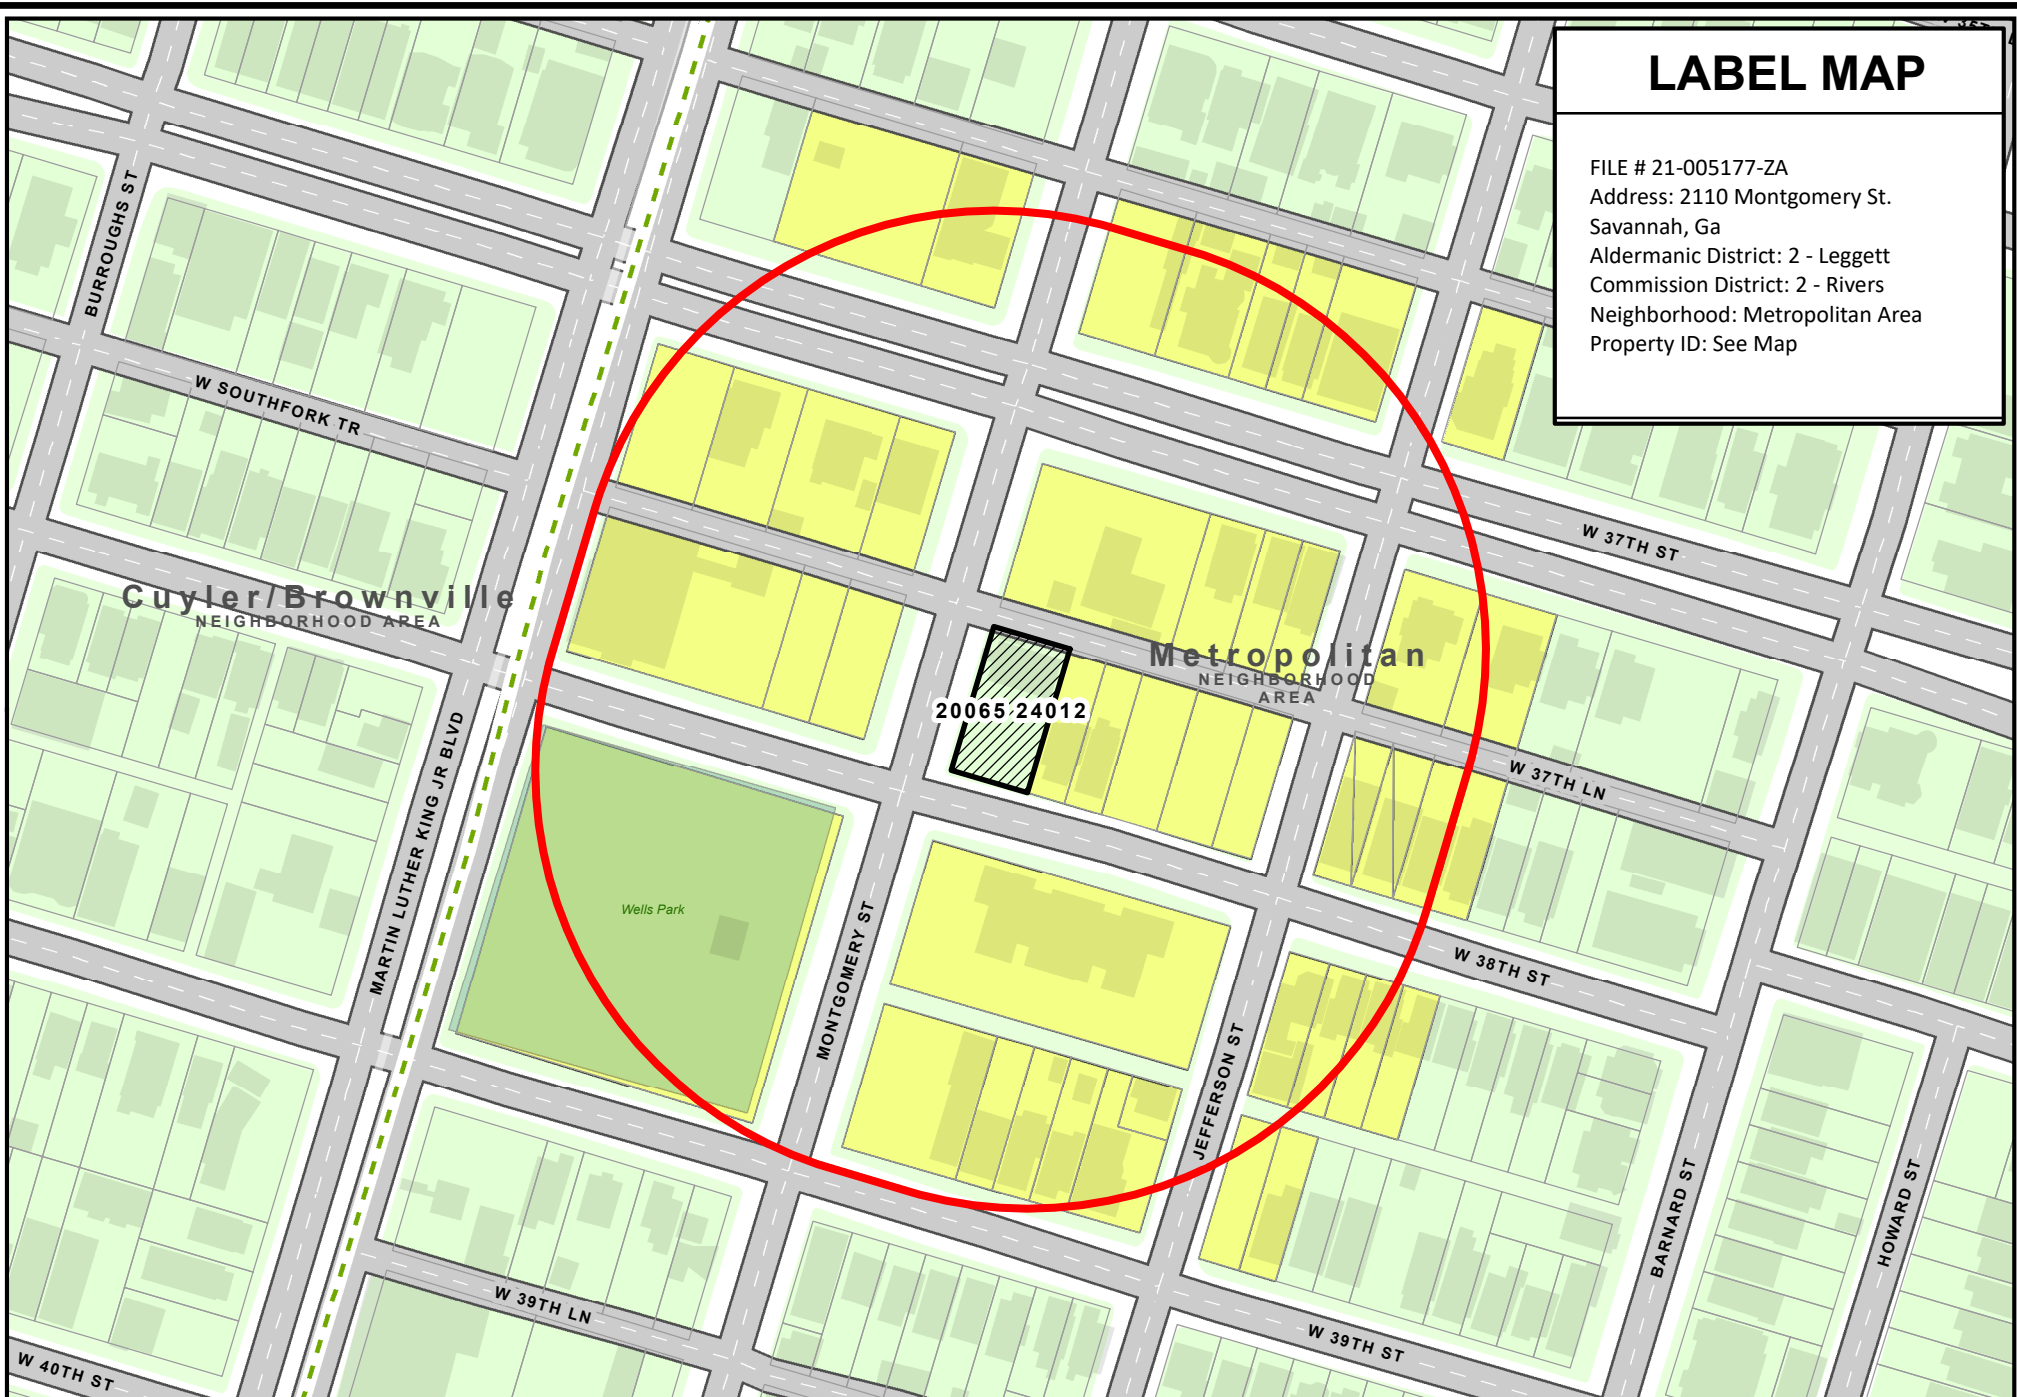 LABEL MAP
FILE # 21-005177-ZA
Address: 2110 Montgomery St.
Savannah, Ga
Aldermanic District: 2 - Leggett
Commission District: 2 - Rivers
Neighborhood: Metropolitan Area
Property ID: See Map
BURROUGHS ST
W SOUTHFORK TR
W 37TH ST
Cuyler/Brownville
NEIGHBORHOOD AREA
Metropolitan
NEIGHBORHOOD
AREA
20065 24012
W 37TH LN
MARTIN LUTHER KING JR BLVD
Wells Park
MONTGOMERY ST
W 38TH ST
JEFFERSON ST
BARNARD ST
HOWARD ST
W 39TH LN
W 39TH ST
W 40TH ST